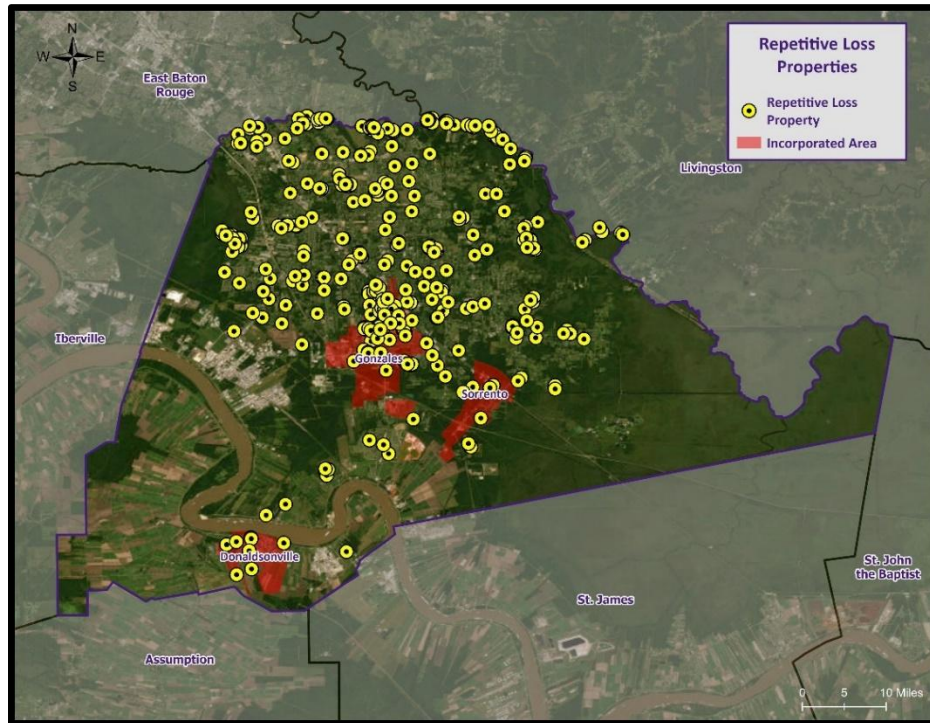 N
W E
S
East Baton
Rouge
Repetitive Loss
Properties
Repetitive Loss
Property
Incorporated Area
Livingston
Iberville
Gonzales
Sorrento
Donaldsonville
St. John
the Baptist
St. James
Assumption
0 5 10 Miles